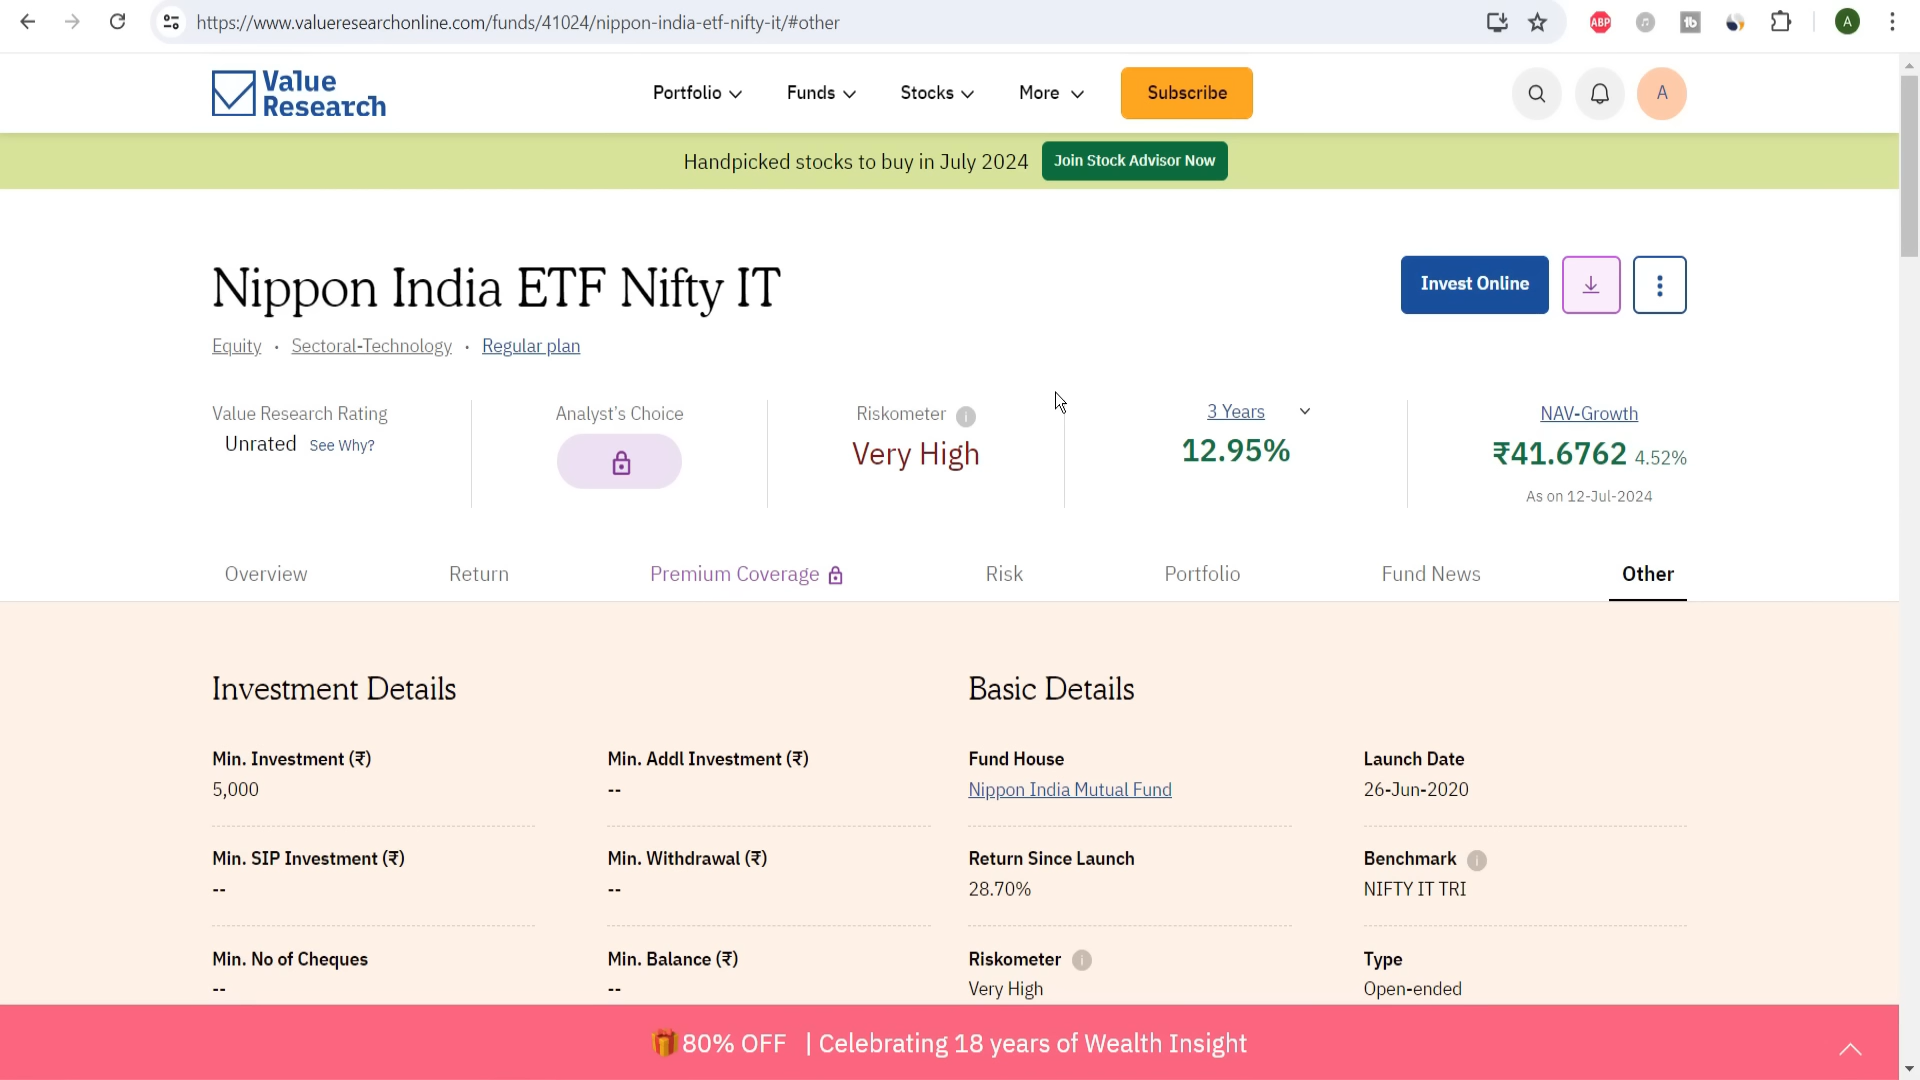 https://www.valueresearchonline.com/funds/41024/nippon-india-etf-nifty-it/#other
ABP
tb
A
Value
Research
Portfolio
Funds
Stocks
More
Subscribe
A
Handpicked stocks to buy in July 2024
Join Stock Advisor Now
Nippon India ETF Nifty IT
Invest Online
Equity · Sectoral-Technology · Regular plan
Value Research Rating
Unrated See Why?
Analyst's Choice
Riskometer i
Very High
3 Years
12.95%
NAV-Growth
₹41.6762 4.52%
As on 12-Jul-2024
Overview
Return
Premium Coverage
Risk
Portfolio
Fund News
Other
Investment Details
Min. Investment (₹)
5,000
Min. Addl Investment (₹)
--
Min. SIP Investment (₹)
--
Min. Withdrawal (₹)
--
Min. No of Cheques
--
Min. Balance (₹)
--
Basic Details
Fund House
Nippon India Mutual Fund
Launch Date
26-Jun-2020
Return Since Launch
28.70%
Benchmark i
NIFTY IT TRI
Riskometer i
Very High
Type
Open-ended
80% OFF | Celebrating 18 years of Wealth Insight